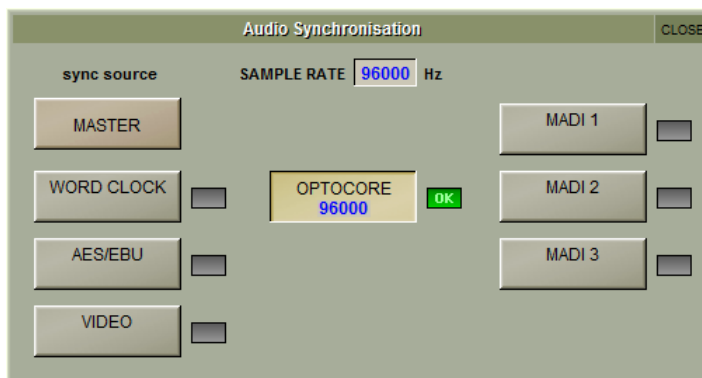 Audio Synchronisation CLOSE
sync source SAMPLE RATE 96000 Hz
MASTER
MADI 1
WORD CLOCK
OPTOCORE
96000
OK
MADI 2
AES/EBU
MADI 3
VIDEO